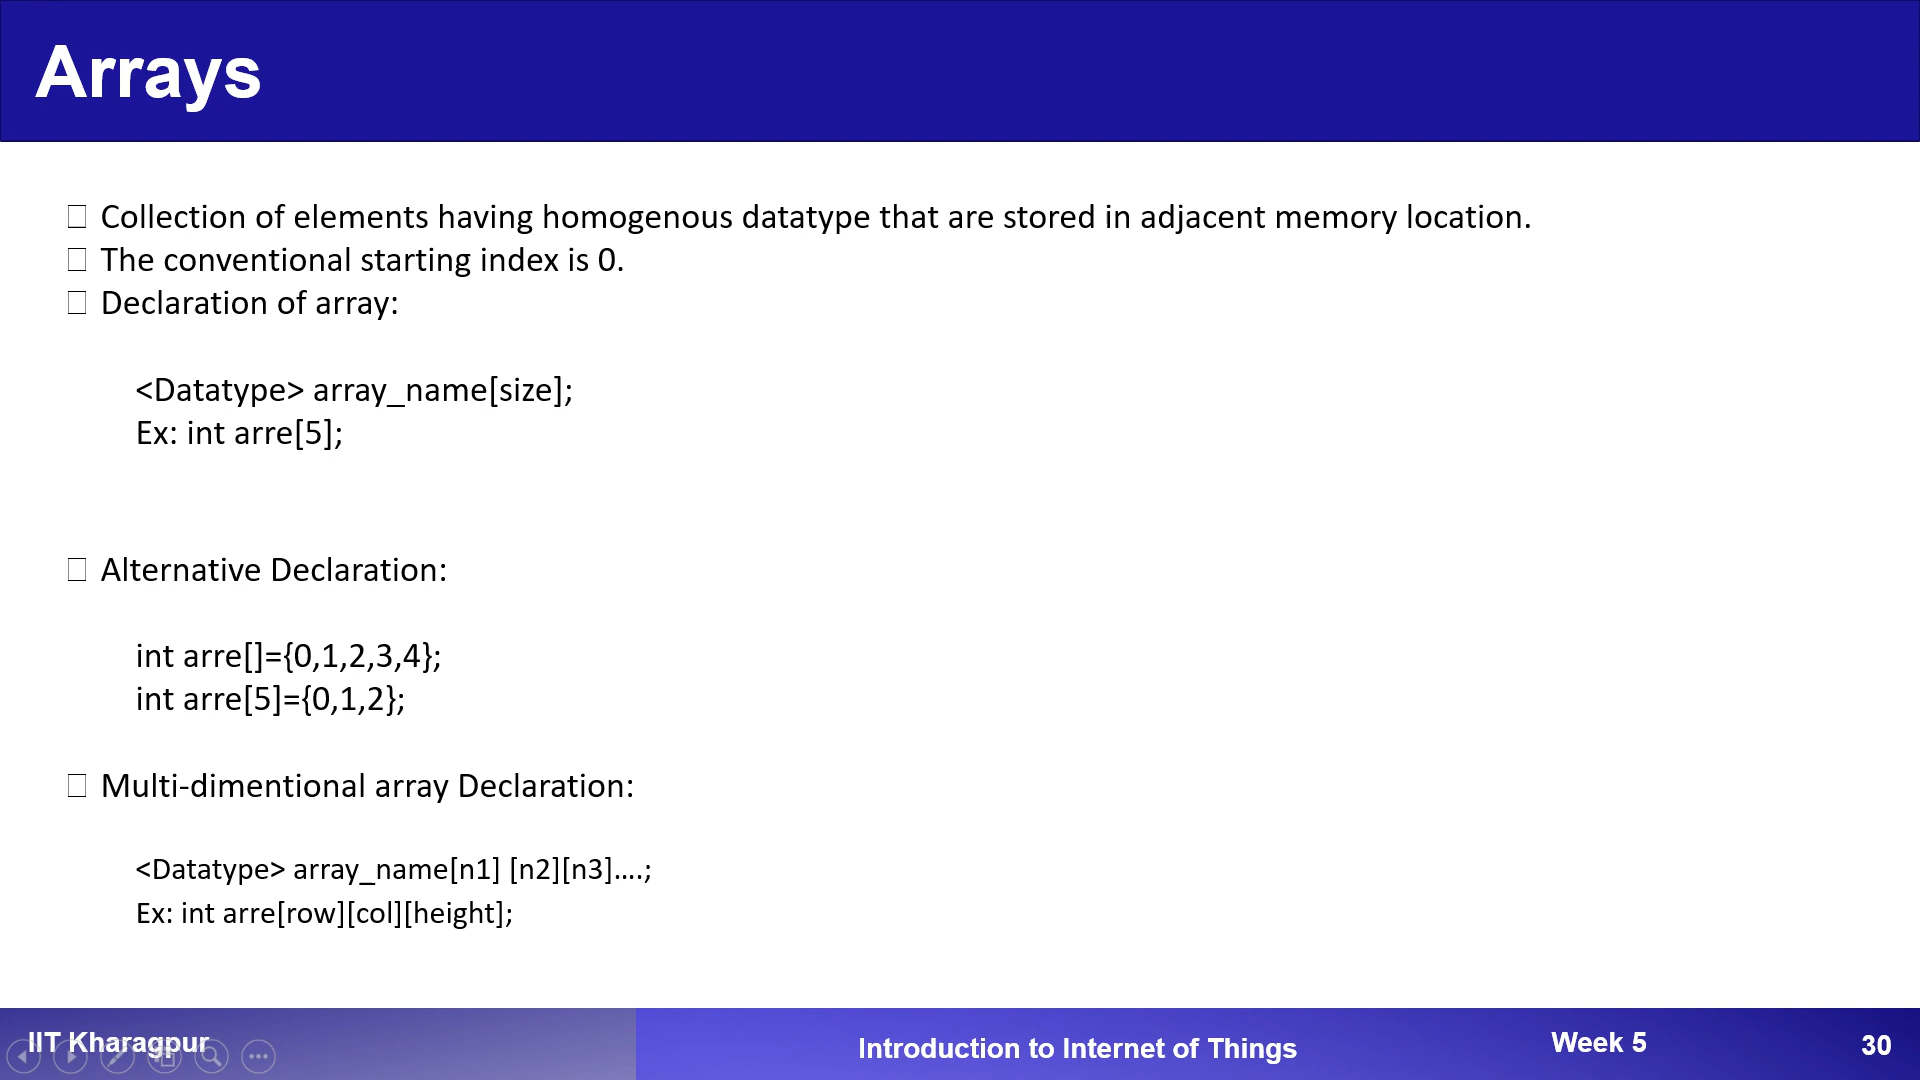 Arrays
Collection of elements having homogenous datatype that are stored in adjacent memory location.
The conventional starting index is 0.
Declaration of array:
<Datatype> array_name[size];
Ex: int arre[5];
Alternative Declaration:
int arre[]={0,1,2,3,4};
int arre[5]={0,1,2};
Multi-dimentional array Declaration:
<Datatype> array_name[n1] [n2][n3]....;
Ex: int arre[row][col][height];
IIT Kharagpur
Introduction to Internet of Things
Week 5
30